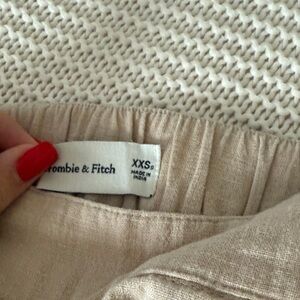 rombie & Fitch
XXS
MADE IN
INDIA